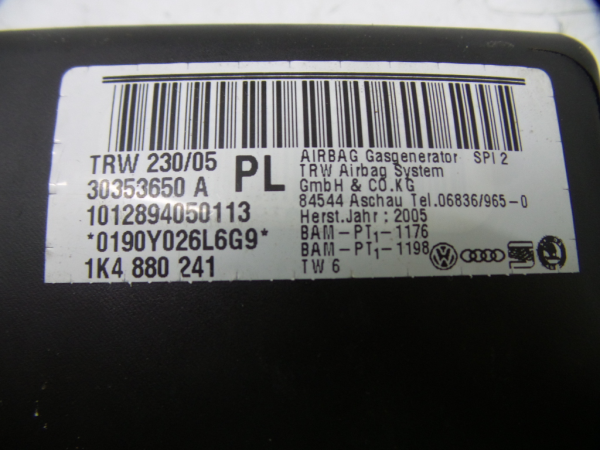 TRW 230/05
30353650 A
PL
1012894050113
*0190Y026L6G9*
1K4 880 241
AIRBAG Gasgenerator SPI 2
TRW Airbag System
GmbH & CO.KG
84544 Aschau Tel.06836/965-0
Herst.Jahr : 2005
BAM-PT1-1176
BAM-PT1-1198
TW 6